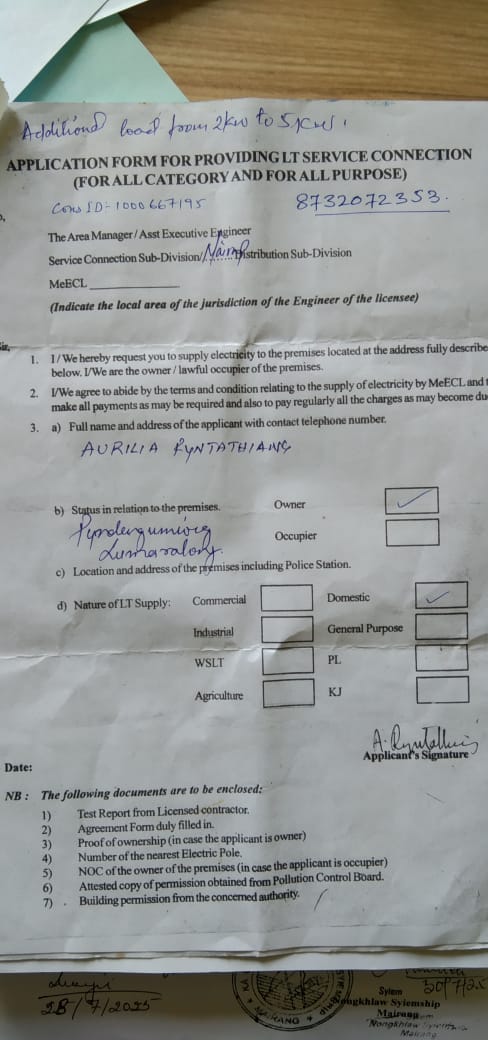 Additional load from 2kw to 5kws.
APPLICATION FORM FOR PROVIDING LT SERVICE CONNECTION
(FOR ALL CATEGORY AND FOR ALL PURPOSE)
Cons ID:- 1000667195 8732072353.
The Area Manager / Asst Executive Engineer
Service Connection Sub-Division/ Distribution Sub-Division
MeECL
(Indicate the local area of the jurisdiction of the Engineer of the licensee)
1. I / We hereby request you to supply electricity to the premises located at the address fully describe
below. I/We are the owner / lawful occupier of the premises.
2. I/We agree to abide by the terms and condition relating to the supply of electricity by MeECL and t
make all payments as may be required and also to pay regularly all the charges as may become du
3. a) Full name and address of the applicant with contact telephone number.
AURILIA RYNTATHIANG
b) Status in relation to the premises. Owner
Occupier
c) Location and address of the premises including Police Station.
d) Nature of LT Supply: Commercial Domestic
Industrial General Purpose
WSLT PL
Agriculture KJ
Applicant's Signature
Date:
NB : The following documents are to be enclosed:
1) Test Report from Licensed contractor.
2) Agreement Form duly filled in.
3) Proof of ownership (in case the applicant is owner)
4) Number of the nearest Electric Pole.
5) NOC of the owner of the premises (in case the applicant is occupier)
6) Attested copy of permission obtained from Pollution Control Board.
7) Building permission from the concerned authority.
28/7/2025
Syiem
Nongkhlaw Syiemship
Mairang